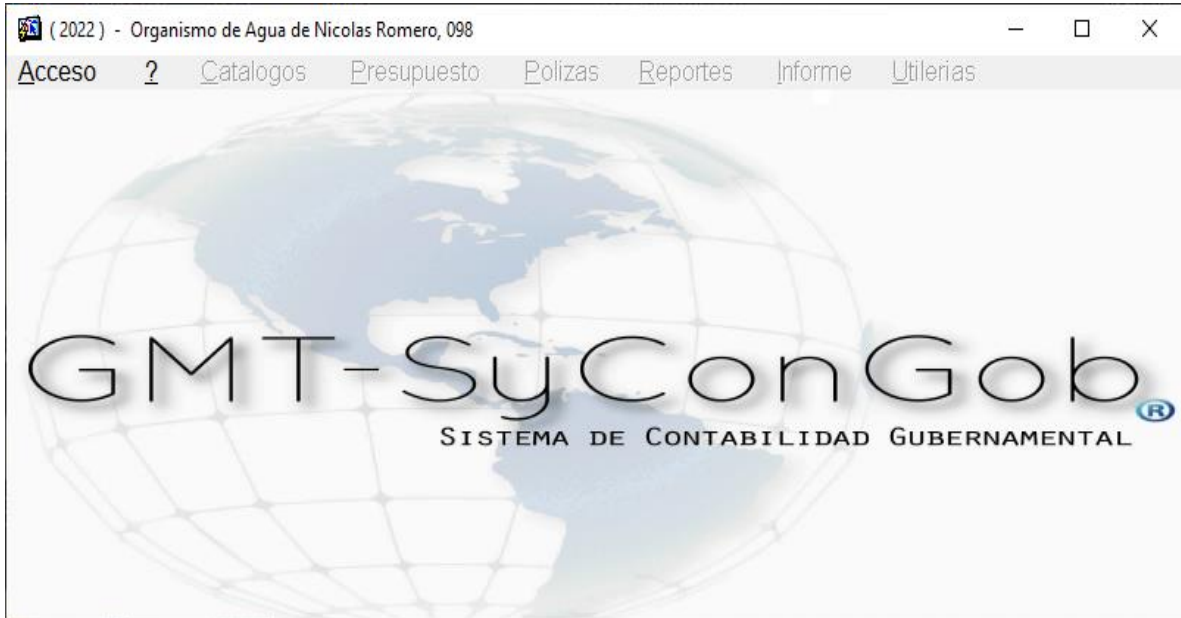 ( 2022 ) - Organismo de Agua de Nicolas Romero, 098
Acceso ? Catalogos Presupuesto Polizas Reportes Informe Utilerias
GMT-SyConGob®
SISTEMA DE CONTABILIDAD GUBERNAMENTAL